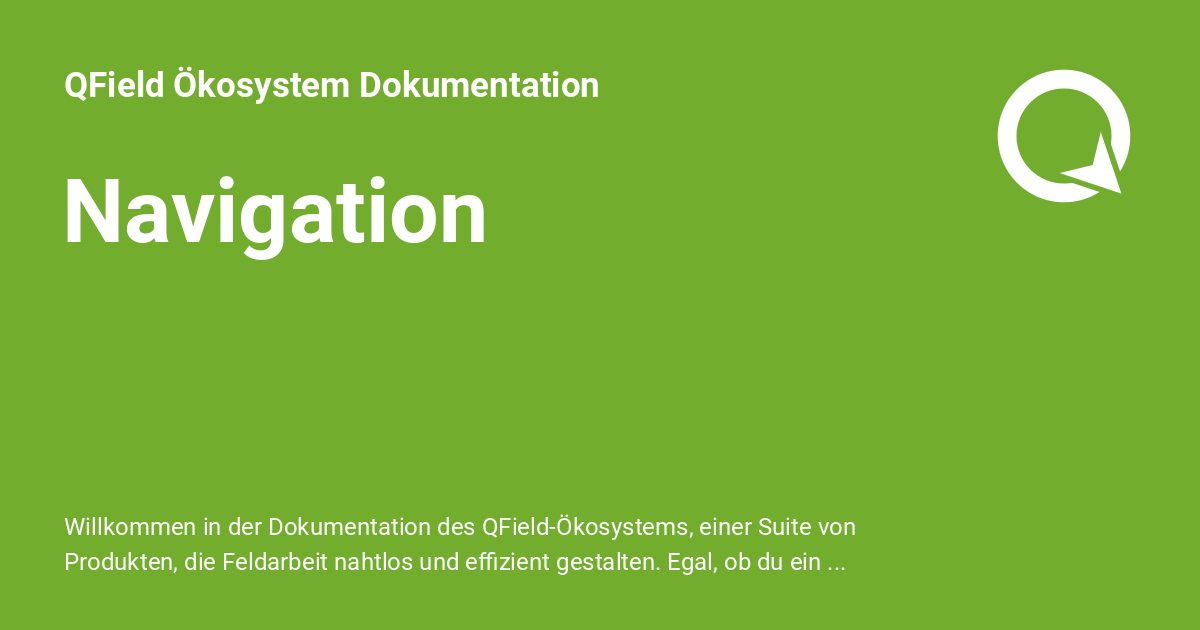 QField Ökosystem Dokumentation
Navigation
Willkommen in der Dokumentation des QField-Ökosystems, einer Suite von
Produkten, die Feldarbeit nahtlos und effizient gestalten. Egal, ob du ein ...